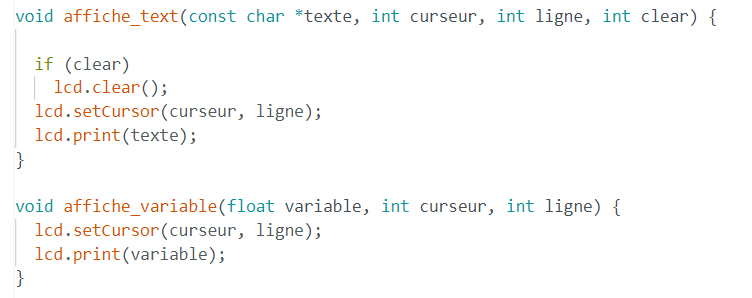 void affiche_text(const char *texte, int curseur, int ligne, int clear) {
if (clear)
lcd.clear();
lcd.setCursor(curseur, ligne);
lcd.print(texte);
}
void affiche_variable(float variable, int curseur, int ligne) {
lcd.setCursor(curseur, ligne);
lcd.print(variable);
}